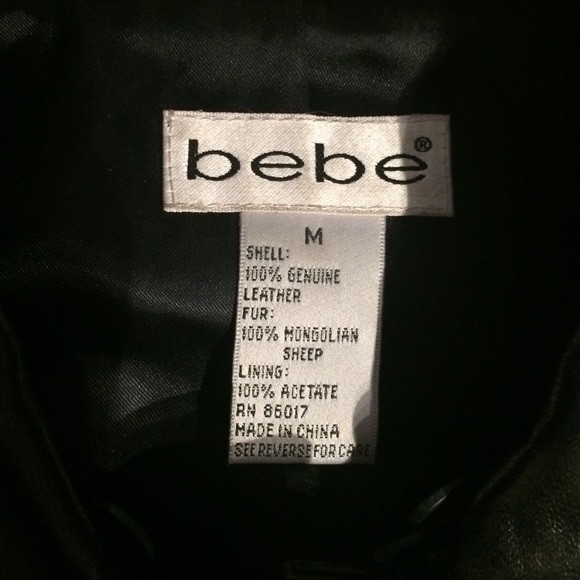 bebe®
M
SHELL:
100% GENUINE
LEATHER
FUR:
100% MONGOLIAN
SHEEP
LINING:
100% ACETATE
RN 86017
MADE IN CHINA
SEE REVERSE FOR CARE